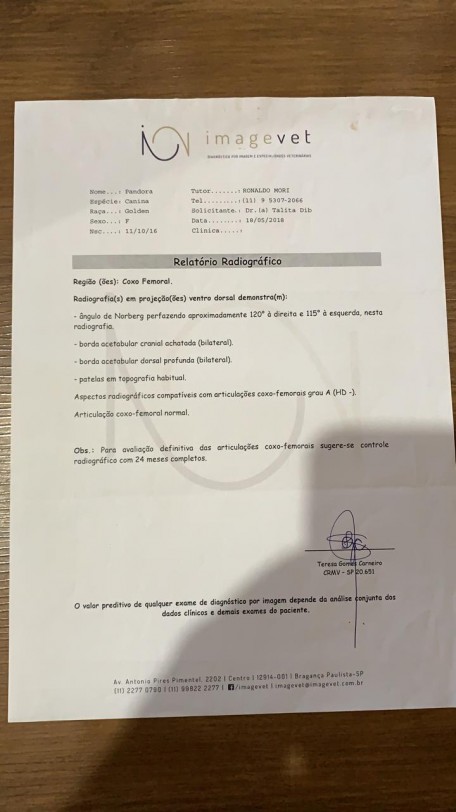 imagevet
DIAGNÓSTICO POR IMAGEM E ESPECIALIDADES VETERINÁRIAS
Nome...: Pandora
Tutor.......: RONALDO MORI
Espécie: Canina
Tel.........: (11) 9 5307-2066
Raça...: Golden
Solicitante.: Dr.(a) Talita Dib
Sexo...: F
Data........: 18/05/2018
Nasc....: 11/10/16
Clínica.....:
Relatório Radiográfico
Região (ões): Coxo Femoral.
Radiografia(s) em projeção(ões) ventro dorsal demonstra(m):
- ângulo de Norberg perfazendo aproximadamente 120° à direita e 115° à esquerda, nesta
radiografia.
- borda acetabular cranial achatada (bilateral).
- borda acetabular dorsal profunda (bilateral).
- patelas em topografia habitual.
Aspectos radiográficos compatíveis com articulações coxo-femorais grau A (HD -).
Articulação coxo-femoral normal.
Obs.: Para avaliação definitiva das articulações coxo-femorais sugere-se controle
radiográfico com 24 meses completos.
Teresa Gomes Carneiro
CRMV - SP 20.651
O valor preditivo de qualquer exame de diagnóstico por imagem depende da análise conjunta dos
dados clínicos e demais exames do paciente.
Av. Antonio Pires Pimentel, 2202 | Centro | 12914-001 | Bragança Paulista-SP
(11) 2277 0790 | (11) 99822 2277 | /imagevet | imagevet@imagevet.com.br